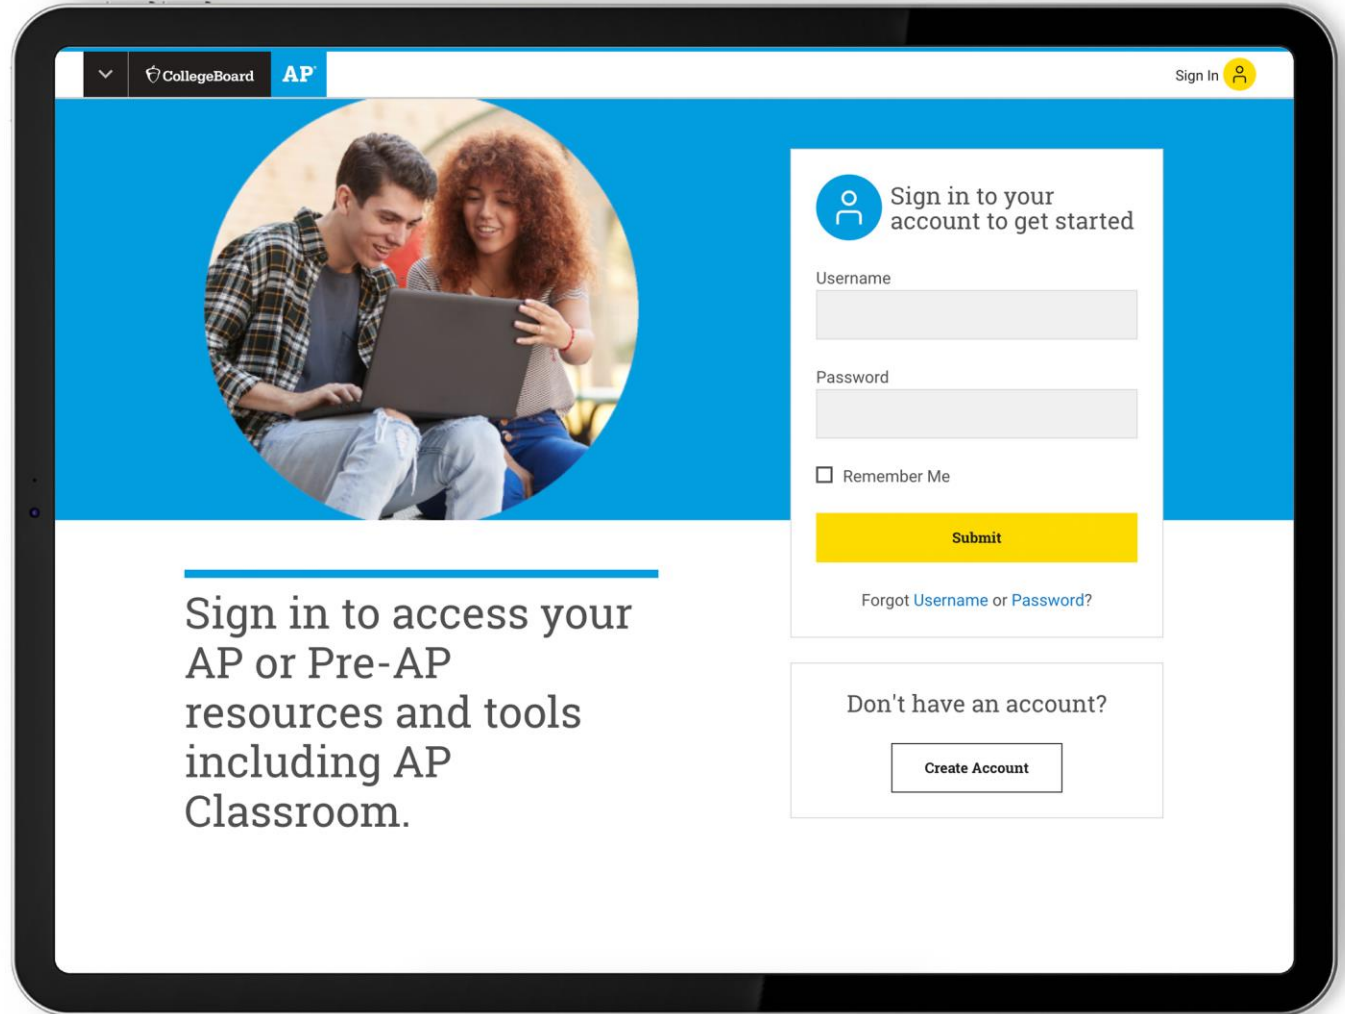 CollegeBoard
AP
Sign In
Sign in to your
account to get started
Username
Password
Remember Me
Submit
Forgot Username or Password?
Sign in to access your
AP or Pre-AP
resources and tools
including AP
Classroom.
Don't have an account?
Create Account